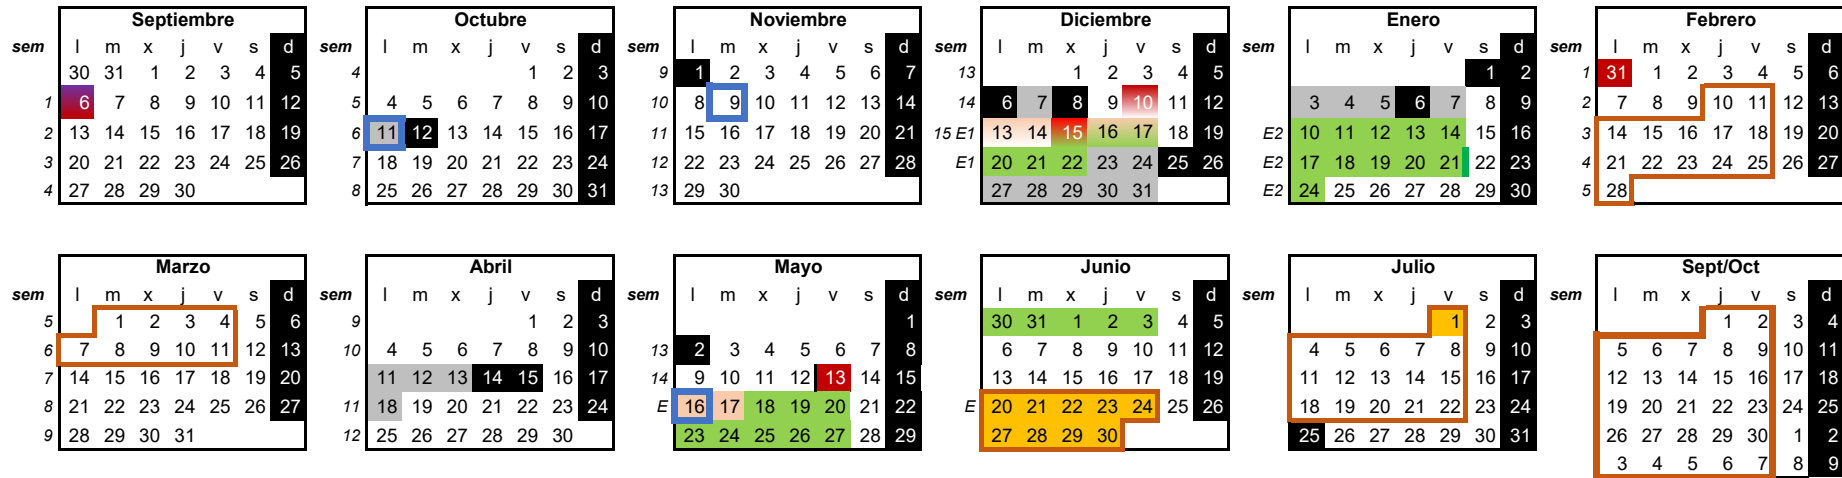 Septiembre Octubre Noviembre Diciembre Enero Febrero
sem l m x j v s d sem l m x j v s d sem l m x j v s d sem l m x j v s d sem l m x j v s d sem l m x j v s d
30 31 1 2 3 4 5 4 1 2 3 9 1 2 3 4 5 6 7 13 1 2 3 4 5 1 2 1 31 1 2 3 4 5 6
1 6 7 8 9 10 11 12 5 4 5 6 7 8 9 10 10 8 9 10 11 12 13 14 14 6 7 8 9 10 11 12 3 4 5 6 7 8 9 2 7 8 9 10 11 12 13
2 13 14 15 16 17 18 19 6 11 12 13 14 15 16 17 11 15 16 17 18 19 20 21 15 E1 13 14 15 16 17 18 19 E2 10 11 12 13 14 15 16 3 14 15 16 17 18 19 20
3 20 21 22 23 24 25 26 7 18 19 20 21 22 23 24 12 22 23 24 25 26 27 28 E1 20 21 22 23 24 25 26 E2 17 18 19 20 21 22 23 4 21 22 23 24 25 26 27
4 27 28 29 30 8 25 26 27 28 29 30 31 13 29 30 27 28 29 30 31 E2 24 25 26 27 28 29 30 5 28
Marzo Abril Mayo Junio Julio Sept/Oct
sem l m x j v s d sem l m x j v s d sem l m x j v s d sem l m x j v s d sem l m x j v s d sem l m x j v s d
5 1 2 3 4 5 6 9 1 2 3 1 30 31 1 2 3 4 5 1 2 3 1 2 3 4
6 7 8 9 10 11 12 13 10 4 5 6 7 8 9 10 13 2 3 4 5 6 7 8 6 7 8 9 10 11 12 4 5 6 7 8 9 10 5 6 7 8 9 10 11
7 14 15 16 17 18 19 20 11 12 13 14 15 16 17 14 9 10 11 12 13 14 15 13 14 15 16 17 18 19 11 12 13 14 15 16 17 12 13 14 15 16 17 18
8 21 22 23 24 25 26 27 11 18 19 20 21 22 23 24 E 16 17 18 19 20 21 22 E 20 21 22 23 24 25 26 18 19 20 21 22 23 24 19 20 21 22 23 24 25
9 28 29 30 31 12 25 26 27 28 29 30 23 24 25 26 27 28 29 27 28 29 30 25 26 27 28 29 30 31 26 27 28 29 30 1 2
3 4 5 6 7 8 9